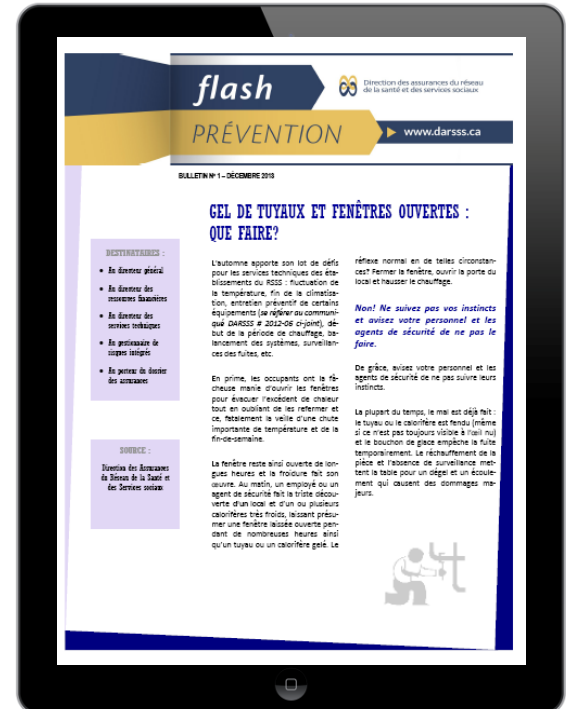 flash
PRÉVENTION
Direction des assurances du réseau
de la santé et des services sociaux
www.darsss.ca
BULLETIN Nº 1 – DÉCEMBRE 2013
GEL DE TUYAUX ET FENÊTRES OUVERTES :
QUE FAIRE?
DESTINATAIRES :
• Au directeur général
• Au directeur des
ressources financières
• Au directeur des
services techniques
• Au gestionnaire de
risques intégrés
• Au porteur du dossier
des assurances
SOURCE :
Direction des Assurances
du Réseau de la Santé et
des Services sociaux
L'automne apporte son lot de défis
pour les services techniques des éta-
blissements du RSSS : fluctuation de
la température, fin de la climatisa-
tion, entretien préventif de certains
équipements (se référer au communi-
qué DARSSS # 2012-06 ci-joint), dé-
but de la période de chauffage, ba-
lancement des systèmes, surveillan-
ces des fuites, etc.
En prime, les occupants ont la fâ-
cheuse manie d'ouvrir les fenêtres
pour évacuer l'excédent de chaleur
tout en oubliant de les refermer et
ce, fatalement la veille d'une chute
importante de température et de la
fin-de-semaine.
La fenêtre reste ainsi ouverte de lon-
gues heures et la froidure fait son
œuvre. Au matin, un employé ou un
agent de sécurité fait la triste décou-
verte d'un local et d'un ou plusieurs
calorifères très froids, laissant présu-
mer une fenêtre laissée ouverte pen-
dant de nombreuses heures ainsi
qu'un tuyau ou un calorifère gelé. Le
réflexe normal en de telles circonstan-
ces? Fermer la fenêtre, ouvrir la porte du
local et hausser le chauffage.
Non! Ne suivez pas vos instincts
et avisez votre personnel et les
agents de sécurité de ne pas le
faire.
De grâce, avisez votre personnel et les
agents de sécurité de ne pas suivre leurs
instincts.
La plupart du temps, le mal est déjà fait :
le tuyau ou le calorifère est fendu (même
si ce n'est pas toujours visible à l'œil nu)
et le bouchon de glace empêche la fuite
temporairement. Le réchauffement de la
pièce et l'absence de surveillance met-
tent la table pour un dégel et un écoule-
ment qui causent des dommages ma-
jeurs.